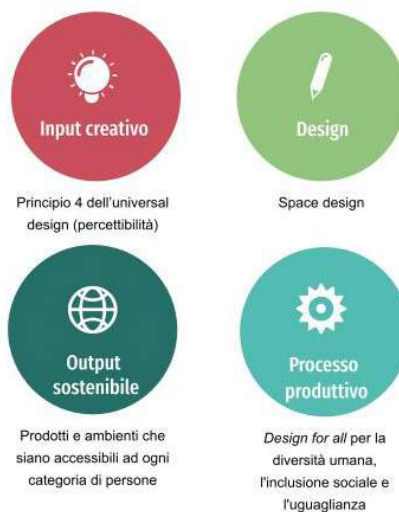 Input creativo
Principio 4 dell'universal
design (percettibilità)
Design
Space design
Output
sostenibile
Prodotti e ambienti che
siano accessibili ad ogni
categoria di persone
Processo
produttivo
Design for all per la
diversità umana,
l'inclusione sociale e
l'uguaglianza